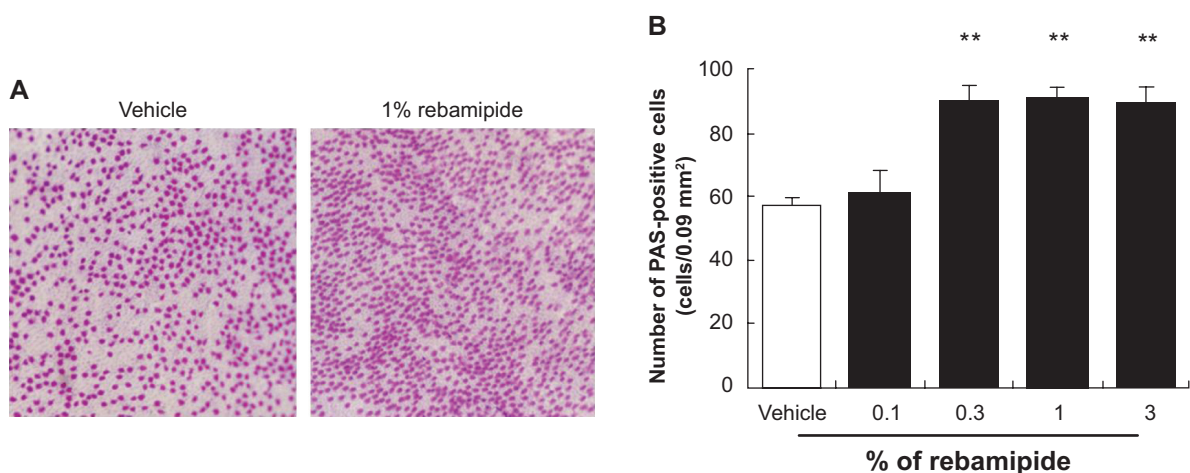 A
Vehicle
1% rebamipide
B
Number of PAS-positive cells
(cells/0.09 mm²)
** ** **
100
80
60
40
20
0
Vehicle 0.1 0.3 1 3
% of rebamipide